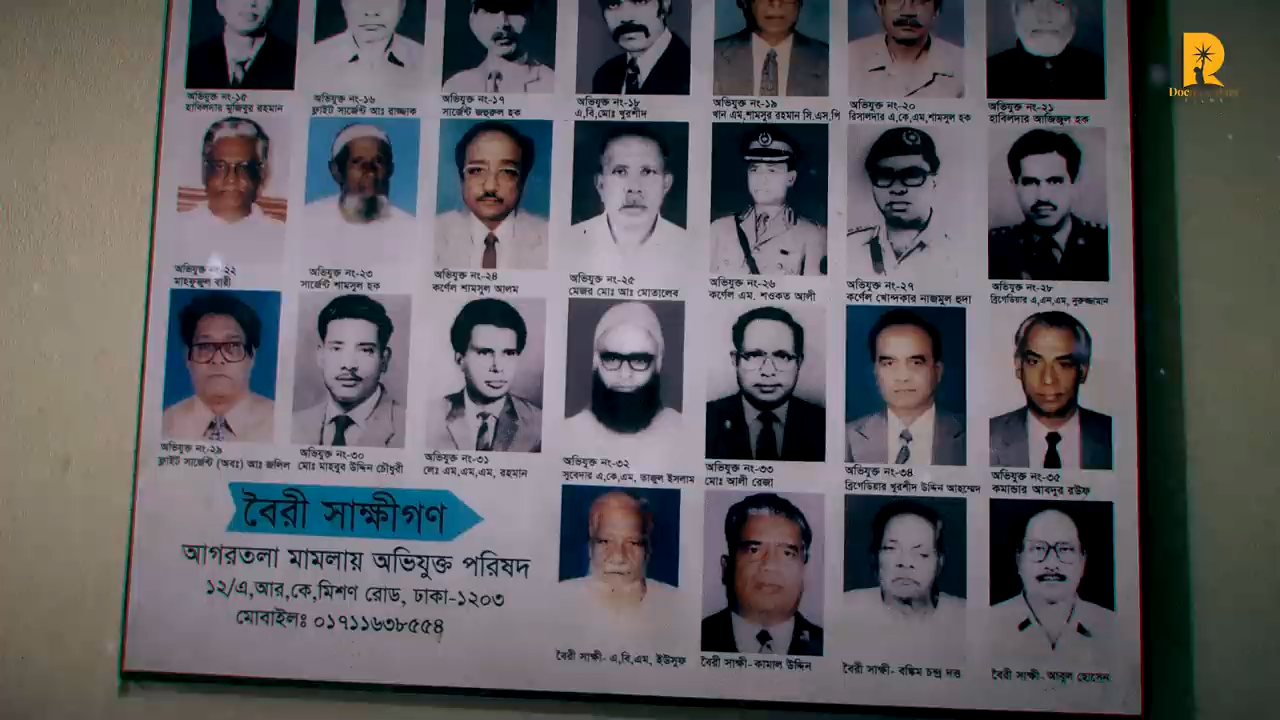 অভিযুক্ত নং-১৫
হাবিলদার মুজিবুর রহমান
অভিযুক্ত নং-১৬
ফ্লাইট সার্জেন্ট আঃ রাজ্জাক
অভিযুক্ত নং-১৭
সার্জেন্ট জহুরুল হক
অভিযুক্ত নং-১৮
এ,বি,মোঃ খুরশীদ
অভিযুক্ত নং-১৯
খান এম,শামসুর রহমান সি.এস.পি
অভিযুক্ত নং-২০
রিসালদার এ,কে,এম,শামসুল হক
অভিযুক্ত নং-২১
হাবিলদার আজিজুল হক
অভিযুক্ত নং-২২
মাহফুজুল বারী
অভিযুক্ত নং-২৩
সার্জেন্ট শামসুল হক
অভিযুক্ত নং-২৪
কর্ণেল শামসুল আলম
অভিযুক্ত নং-২৫
মেজর মোঃ আঃ মোতালেব
অভিযুক্ত নং-২৬
কর্ণেল এম. শওকত আলী
অভিযুক্ত নং-২৭
কর্ণেল খোন্দকার নাজমুল হুদা
অভিযুক্ত নং-২৮
ব্রিগেডিয়ার এ,এন,এম, নুরুজ্জামান
অভিযুক্ত নং-২৯
ফ্লাইট সার্জেন্ট (অবঃ) আঃ জলিল
অভিযুক্ত নং-৩০
মোঃ মাহবুব উদ্দিন চৌধুরী
অভিযুক্ত নং-৩১
লেঃ এম,এম,এম, রহমান
অভিযুক্ত নং-৩২
সুবেদার এ,কে,এম, তাজুল ইসলাম
অভিযুক্ত নং-৩৩
মোঃ আলী রেজা
অভিযুক্ত নং-৩৪
ব্রিগেডিয়ার খুরশীদ উদ্দিন আহম্মেদ
অভিযুক্ত নং-৩৫
কমান্ডার আবদুর রউফ
বৈরী সাক্ষীগণ
আগরতলা মামলায় অভিযুক্ত পরিষদ
১২/এ,আর,কে,মিশণ রোড, ঢাকা-১২০৩
মোবাইলঃ ০১৭১১৬৩৮৫৫৪
বৈরী সাক্ষী- এ,বি,এম, ইউসুফ
বৈরী সাক্ষী-কামাল উদ্দিন
বৈরী সাক্ষী- বঙ্কিম চন্দ্র দত্ত
বৈরী সাক্ষী- আবুল হোসেন